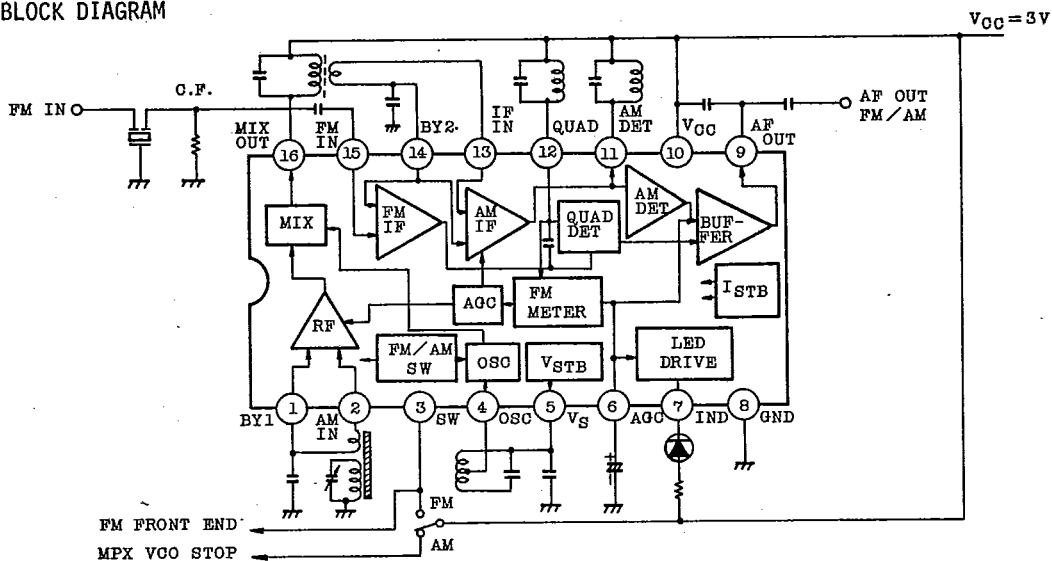 BLOCK DIAGRAM
VCC=3V
C.F.
FM IN
AF OUT
FM/AM
MIX
OUT
FM
IN
BY2
IF
IN
QUAD
AM
DET
VCC
AF
OUT
16
15
14
13
12
11
10
9
MIX
FM
IF
AM
IF
QUAD
DET
AM
DET
BUF-
FER
ISTB
AGC
FM
METER
RF
FM/AM
SW
OSC
VSTB
LED
DRIVE
1
2
3
4
5
6
7
8
BY1
AM
IN
SW
OSC
VS
AGC
IND
GND
FM
AM
FM FRONT END
MPX VCO STOP